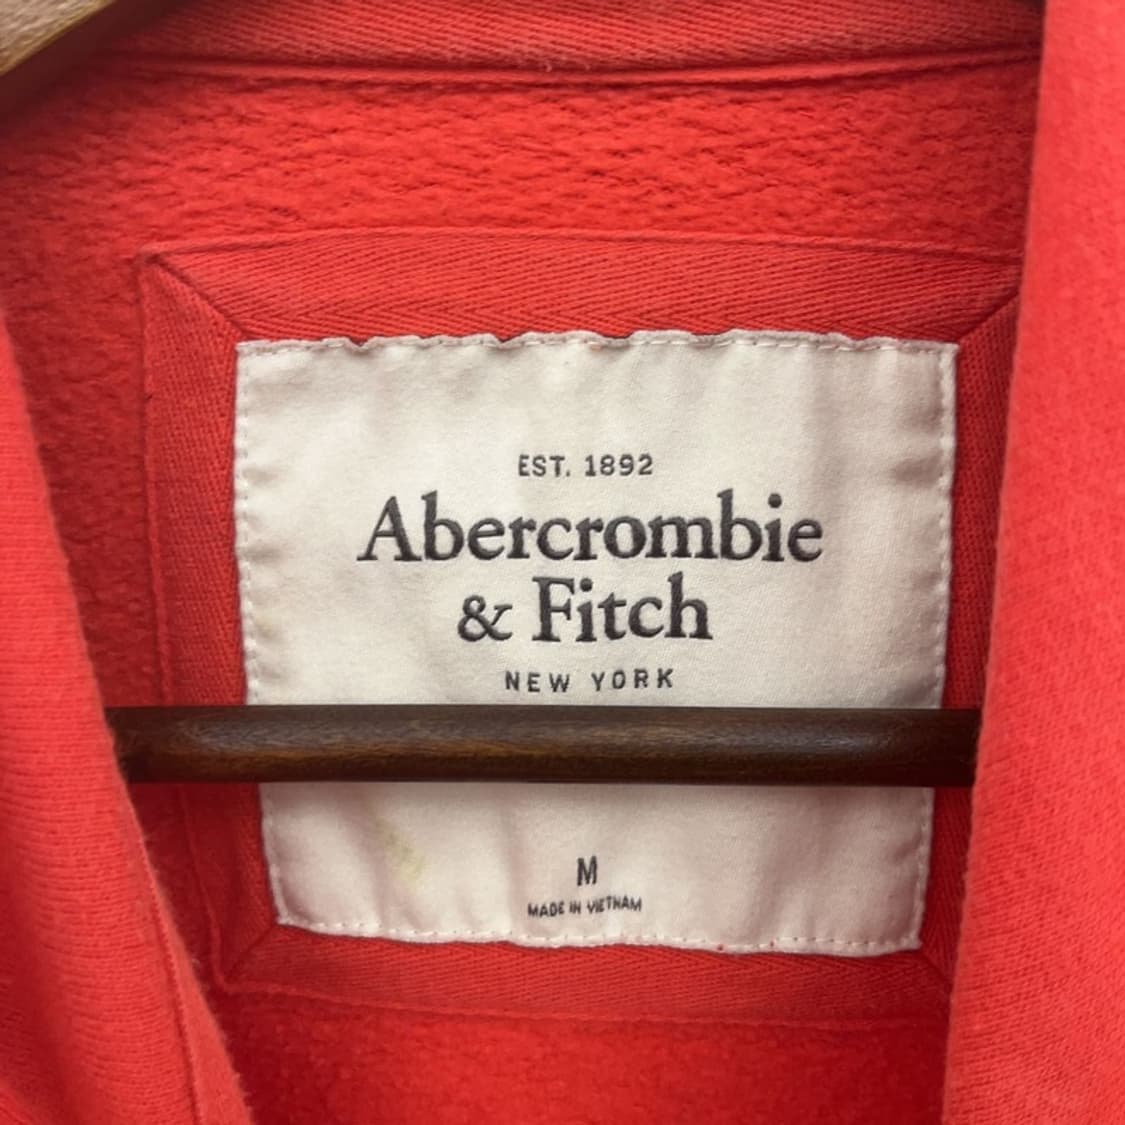 EST. 1892
Abercrombie
& Fitch
NEW YORK
M
MADE IN VIETNAM